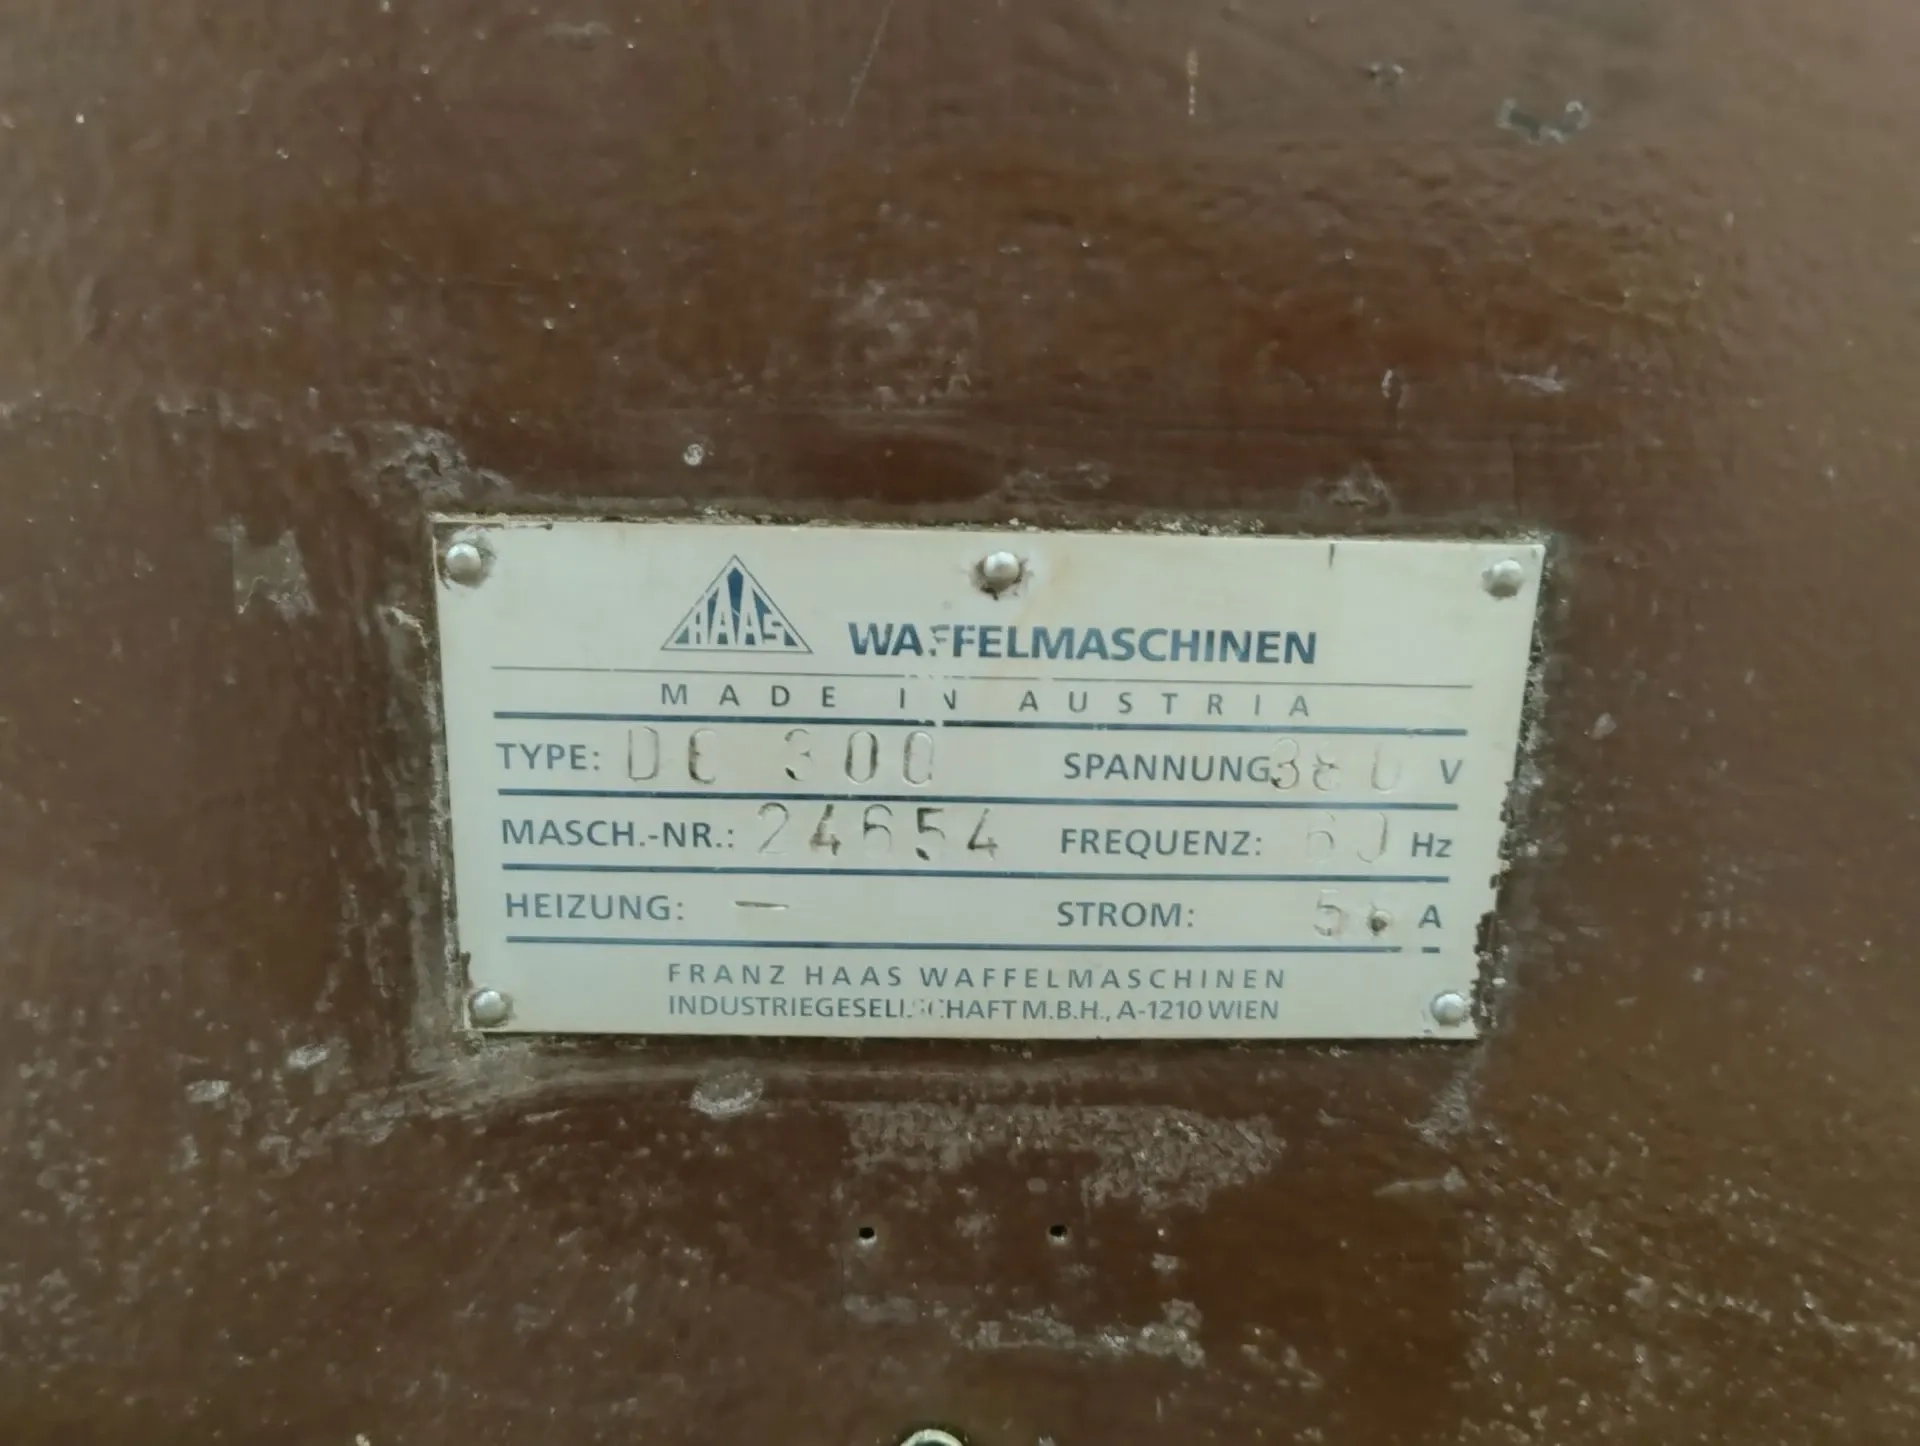 HAAS WAFFELMASCHINEN
MADE IN AUSTRIA
TYPE: 300 SPANNUNG 380 V
MASCH.-NR.: 24654 FREQUENZ: 60 Hz
HEIZUNG: — STROM: A
FRANZ HAAS WAFFELMASCHINEN
INDUSTRIEGESELLSCHAFT M.B.H., A-1210 WIEN